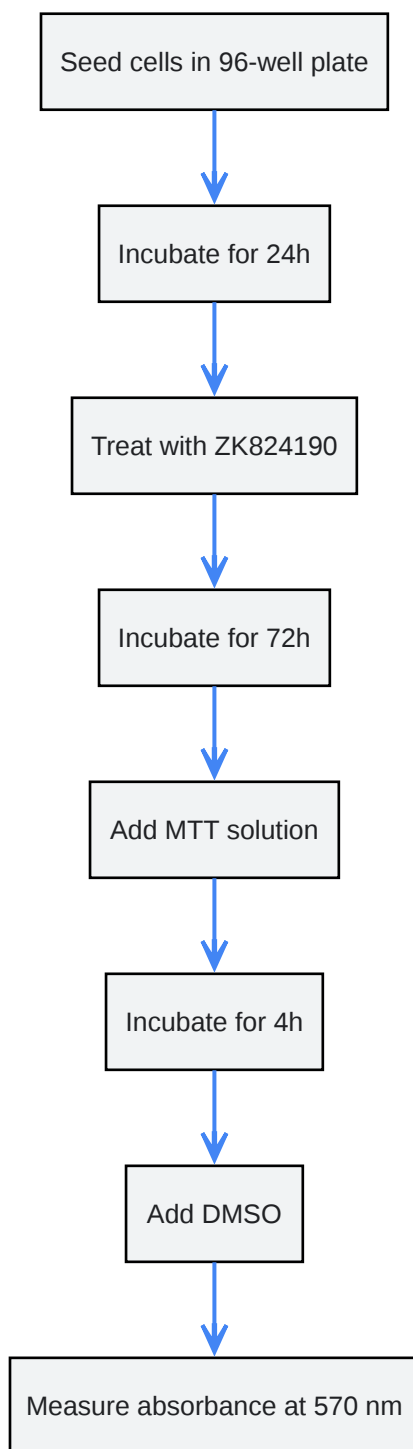 Seed cells in 96-well plate
Incubate for 24h
Treat with ZK824190
Incubate for 72h
Add MTT solution
Incubate for 4h
Add DMSO
Measure absorbance at 570 nm